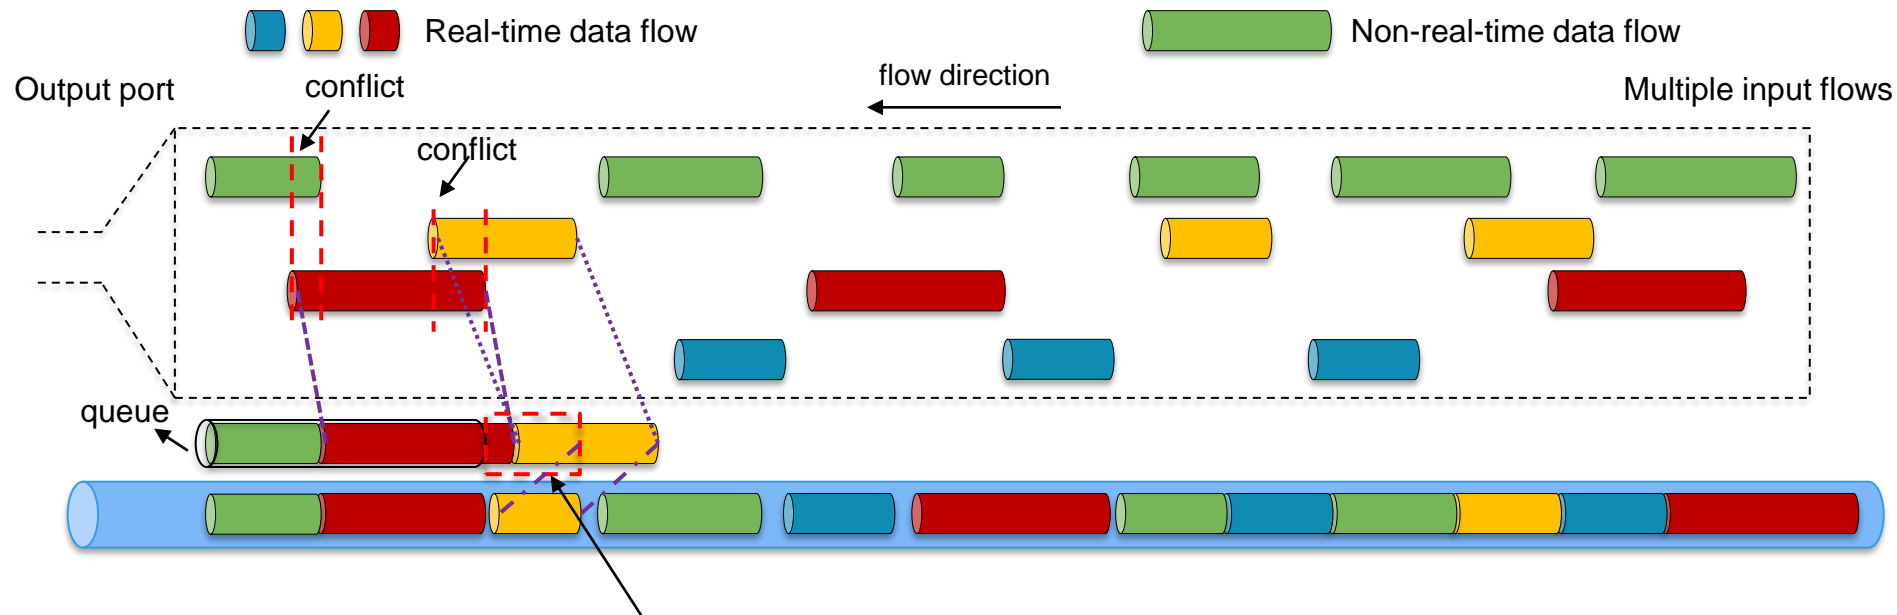 Real-time data flow
Non-real-time data flow
Output port
conflict
flow direction
Multiple input flows
conflict
queue